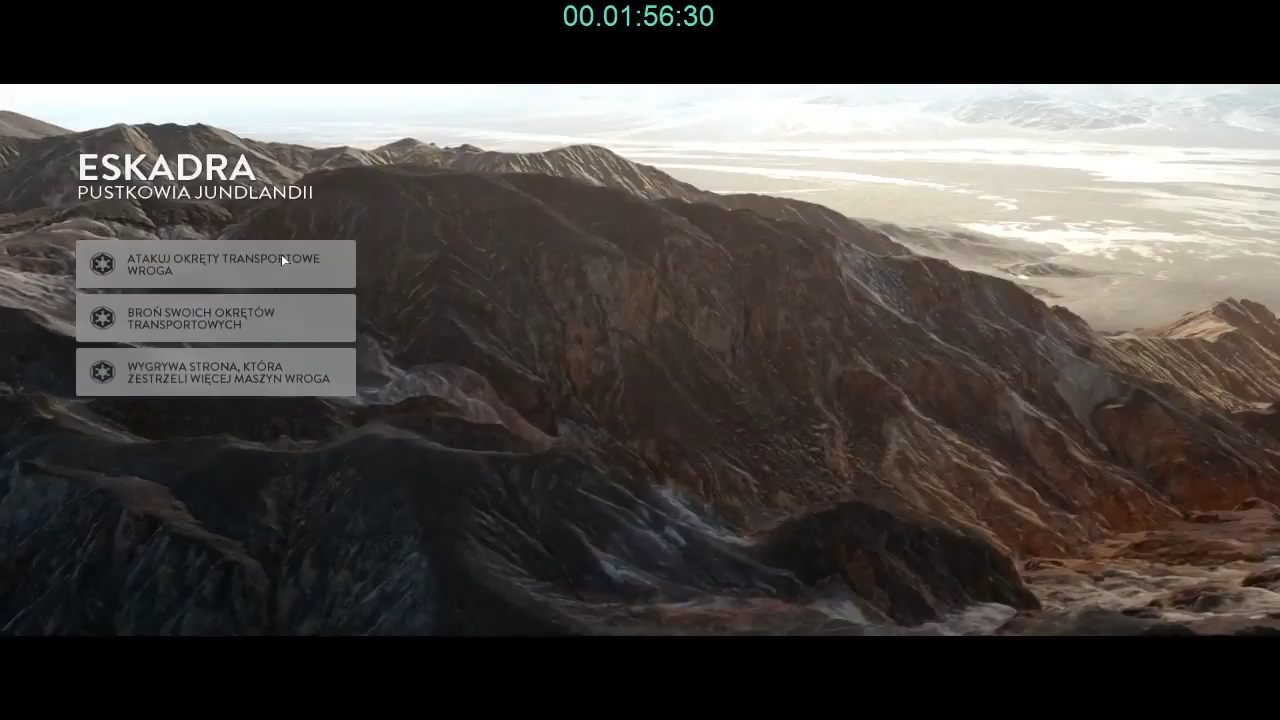 00.01:56:30
ESKADRA
PUSTKOWIA JUNDLANDII
ATAKUJ OKRĘTY TRANSPORTOWE
WROGA
BROŃ SWOICH OKRĘTÓW
TRANSPORTOWYCH
WYGRYWA STRONA, KTÓRA
ZESTRZELI WIĘCEJ MASZYN WROGA